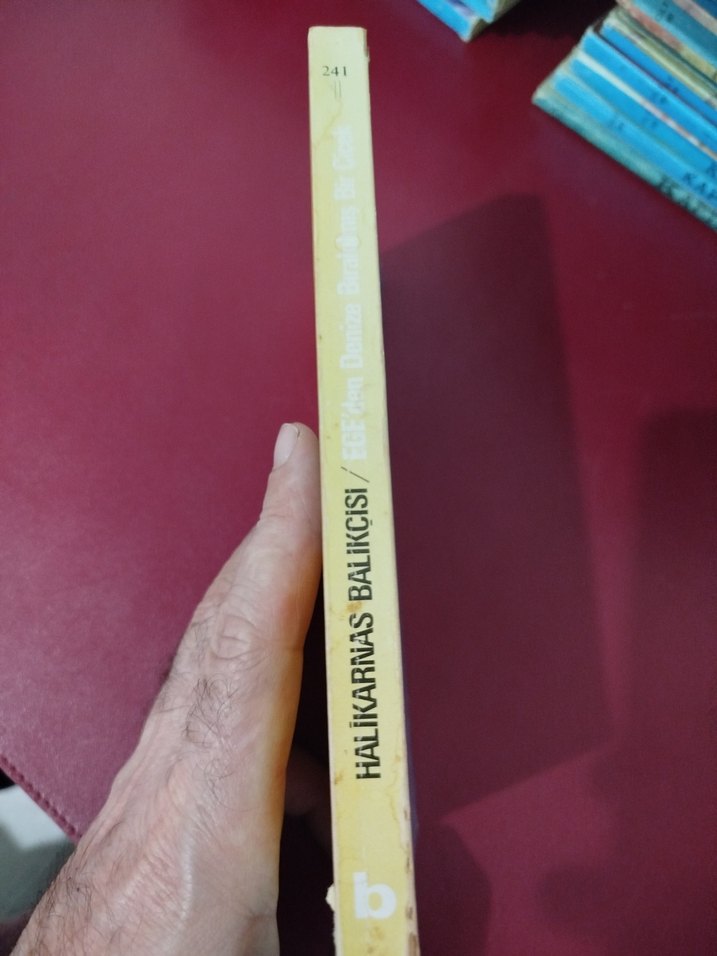 241
HALİKARNAS BALIKÇISI / EGE'den Denize Bırakılmış Bir Çiçek
b